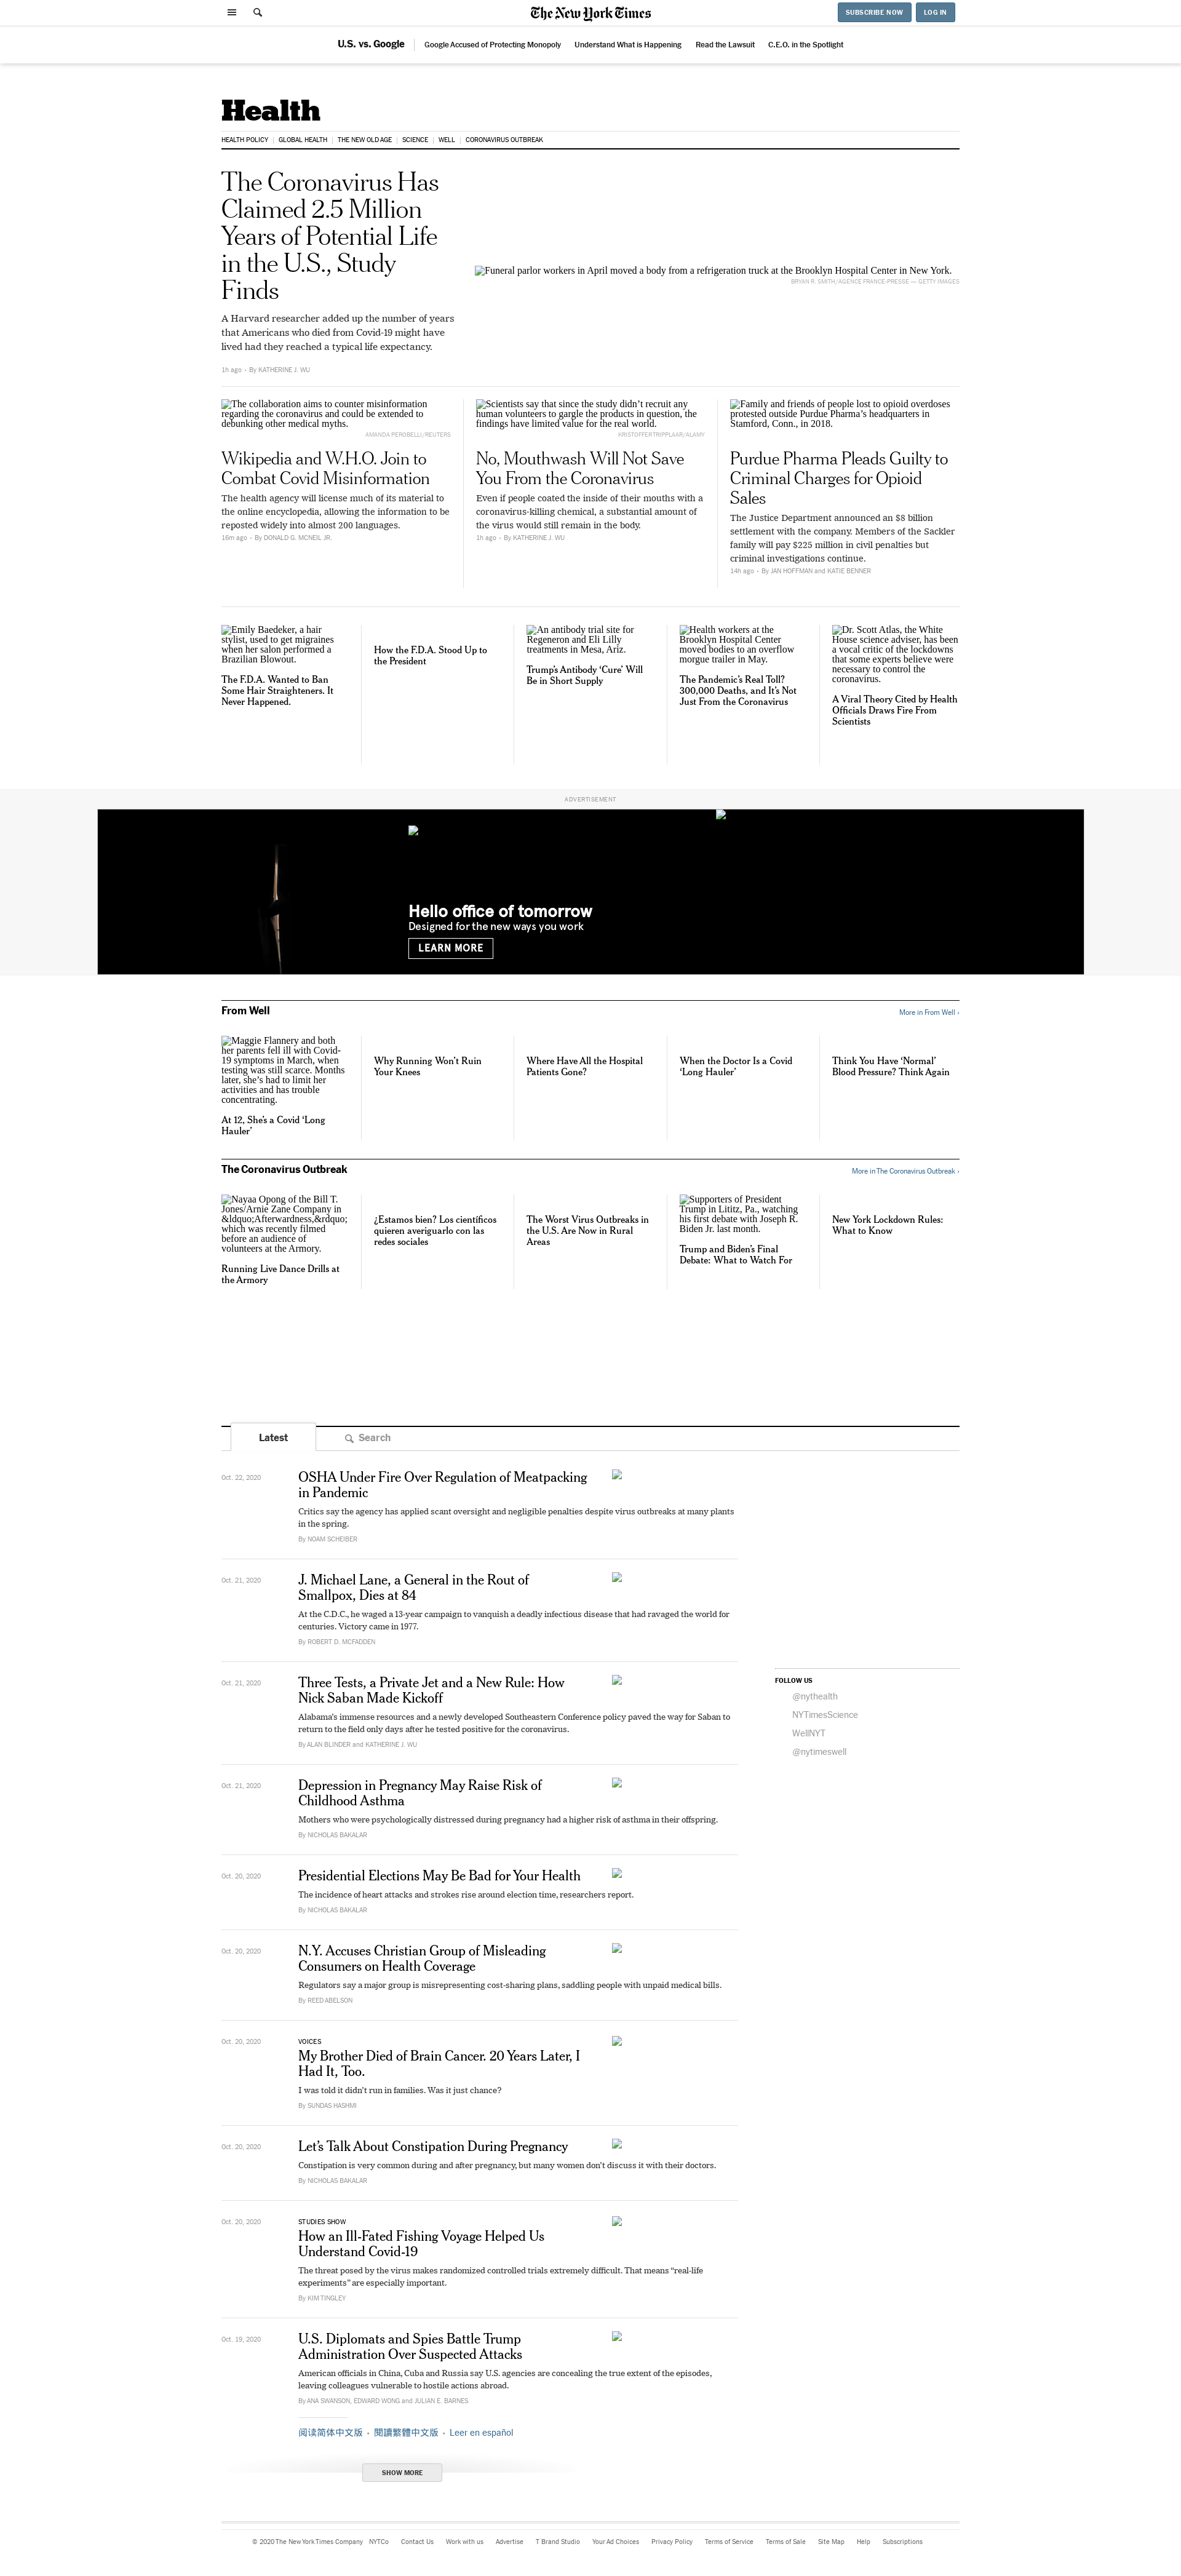 The New York Times
SUBSCRIBE NOW
LOG IN
U.S. vs. Google
Google Accused of Protecting Monopoly
Understand What is Happening
Read the Lawsuit
C.E.O. in the Spotlight
Health
HEALTH POLICY
GLOBAL HEALTH
THE NEW OLD AGE
SCIENCE
WELL
CORONAVIRUS OUTBREAK
The Coronavirus Has
Claimed 2.5 Million
Years of Potential Life
in the U.S., Study
Finds
A Harvard researcher added up the number of years
that Americans who died from Covid-19 might have
lived had they reached a typical life expectancy.
1h ago • By KATHERINE J. WU
Funeral parlor workers in April moved a body from a refrigeration truck at the Brooklyn Hospital Center in New York.
BRYAN R. SMITH/AGENCE FRANCE-PRESSE — GETTY IMAGES
The collaboration aims to counter misinformation
regarding the coronavirus and could be extended to
debunking other medical myths.
AMANDA PEROBELLI/REUTERS
Wikipedia and W.H.O. Join to
Combat Covid Misinformation
The health agency will license much of its material to
the online encyclopedia, allowing the information to be
reposted widely into almost 200 languages.
16m ago • By DONALD G. MCNEIL JR.
Scientists say that since the study didn't recruit any
human volunteers to gargle the products in question, the
findings have limited value for the real world.
KRISTOFFERTRIPPLAAR/ALAMY
No, Mouthwash Will Not Save
You From the Coronavirus
Even if people coated the inside of their mouths with a
coronavirus-killing chemical, a substantial amount of
the virus would still remain in the body.
1h ago • By KATHERINE J. WU
Family and friends of people lost to opioid overdoses
protested outside Purdue Pharma's headquarters in
Stamford, Conn., in 2018.
Purdue Pharma Pleads Guilty to
Criminal Charges for Opioid
Sales
The Justice Department announced an $8 billion
settlement with the company. Members of the Sackler
family will pay $225 million in civil penalties but
criminal investigations continue.
14h ago • By JAN HOFFMAN and KATIE BENNER
Emily Baedeker, a hair
stylist, used to get migraines
when her salon performed a
Brazilian Blowout.
The F.D.A. Wanted to Ban
Some Hair Straighteners. It
Never Happened.
How the F.D.A. Stood Up to
the President
An antibody trial site for
Regeneron and Eli Lilly
treatments in Mesa, Ariz.
Trump's Antibody 'Cure' Will
Be in Short Supply
Health workers at the
Brooklyn Hospital Center
moved bodies to an overflow
morgue trailer in May.
The Pandemic's Real Toll?
300,000 Deaths, and It's Not
Just From the Coronavirus
Dr. Scott Atlas, the White
House science adviser, has been
a vocal critic of the lockdowns
that some experts believe were
necessary to control the
coronavirus.
A Viral Theory Cited by Health
Officials Draws Fire From
Scientists
ADVERTISEMENT
Hello office of tomorrow
Designed for the new ways you work
LEARN MORE
From Well
More in From Well ›
Maggie Flannery and both
her parents fell ill with Covid-
19 symptoms in March, when
testing was still scarce. Months
later, she's had to limit her
activities and has trouble
concentrating.
At 12, She's a Covid 'Long
Hauler'
Why Running Won't Ruin
Your Knees
Where Have All the Hospital
Patients Gone?
When the Doctor Is a Covid
'Long Hauler'
Think You Have 'Normal'
Blood Pressure? Think Again
The Coronavirus Outbreak
More in The Coronavirus Outbreak ›
Nayaa Opong of the Bill T.
Jones/Arnie Zane Company in
&ldquo;Afterwardness,&rdquo;
which was recently filmed
before an audience of
volunteers at the Armory.
Running Live Dance Drills at
the Armory
¿Estamos bien? Los científicos
quieren averiguarlo con las
redes sociales
The Worst Virus Outbreaks in
the U.S. Are Now in Rural
Areas
Supporters of President
Trump in Lititz, Pa., watching
his first debate with Joseph R.
Biden Jr. last month.
Trump and Biden's Final
Debate: What to Watch For
New York Lockdown Rules:
What to Know
Latest
Search
Oct. 22, 2020
OSHA Under Fire Over Regulation of Meatpacking
in Pandemic
Critics say the agency has applied scant oversight and negligible penalties despite virus outbreaks at many plants
in the spring.
By NOAM SCHEIBER
Oct. 21, 2020
J. Michael Lane, a General in the Rout of
Smallpox, Dies at 84
At the C.D.C., he waged a 13-year campaign to vanquish a deadly infectious disease that had ravaged the world for
centuries. Victory came in 1977.
By ROBERT D. MCFADDEN
Oct. 21, 2020
Three Tests, a Private Jet and a New Rule: How
Nick Saban Made Kickoff
Alabama's immense resources and a newly developed Southeastern Conference policy paved the way for Saban to
return to the field only days after he tested positive for the coronavirus.
By ALAN BLINDER and KATHERINE J. WU
Oct. 21, 2020
Depression in Pregnancy May Raise Risk of
Childhood Asthma
Mothers who were psychologically distressed during pregnancy had a higher risk of asthma in their offspring.
By NICHOLAS BAKALAR
Oct. 20, 2020
Presidential Elections May Be Bad for Your Health
The incidence of heart attacks and strokes rise around election time, researchers report.
By NICHOLAS BAKALAR
Oct. 20, 2020
N.Y. Accuses Christian Group of Misleading
Consumers on Health Coverage
Regulators say a major group is misrepresenting cost-sharing plans, saddling people with unpaid medical bills.
By REED ABELSON
Oct. 20, 2020
VOICES
My Brother Died of Brain Cancer. 20 Years Later, I
Had It, Too.
I was told it didn't run in families. Was it just chance?
By SUNDAS HASHMI
Oct. 20, 2020
Let's Talk About Constipation During Pregnancy
Constipation is very common during and after pregnancy, but many women don't discuss it with their doctors.
By NICHOLAS BAKALAR
Oct. 20, 2020
STUDIES SHOW
How an Ill-Fated Fishing Voyage Helped Us
Understand Covid-19
The threat posed by the virus makes randomized controlled trials extremely difficult. That means “real-life
experiments” are especially important.
By KIM TINGLEY
Oct. 19, 2020
U.S. Diplomats and Spies Battle Trump
Administration Over Suspected Attacks
American officials in China, Cuba and Russia say U.S. agencies are concealing the true extent of the episodes,
leaving colleagues vulnerable to hostile actions abroad.
By ANA SWANSON, EDWARD WONG and JULIAN E. BARNES
阅读简体中文版 • 閱讀繁體中文版 • Leer en español
SHOW MORE
FOLLOW US
@nythealth
NYTimesScience
WellNYT
@nytimeswell
© 2020 The New York Times Company
NYTCo
Contact Us
Work with us
Advertise
T Brand Studio
Your Ad Choices
Privacy Policy
Terms of Service
Terms of Sale
Site Map
Help
Subscriptions